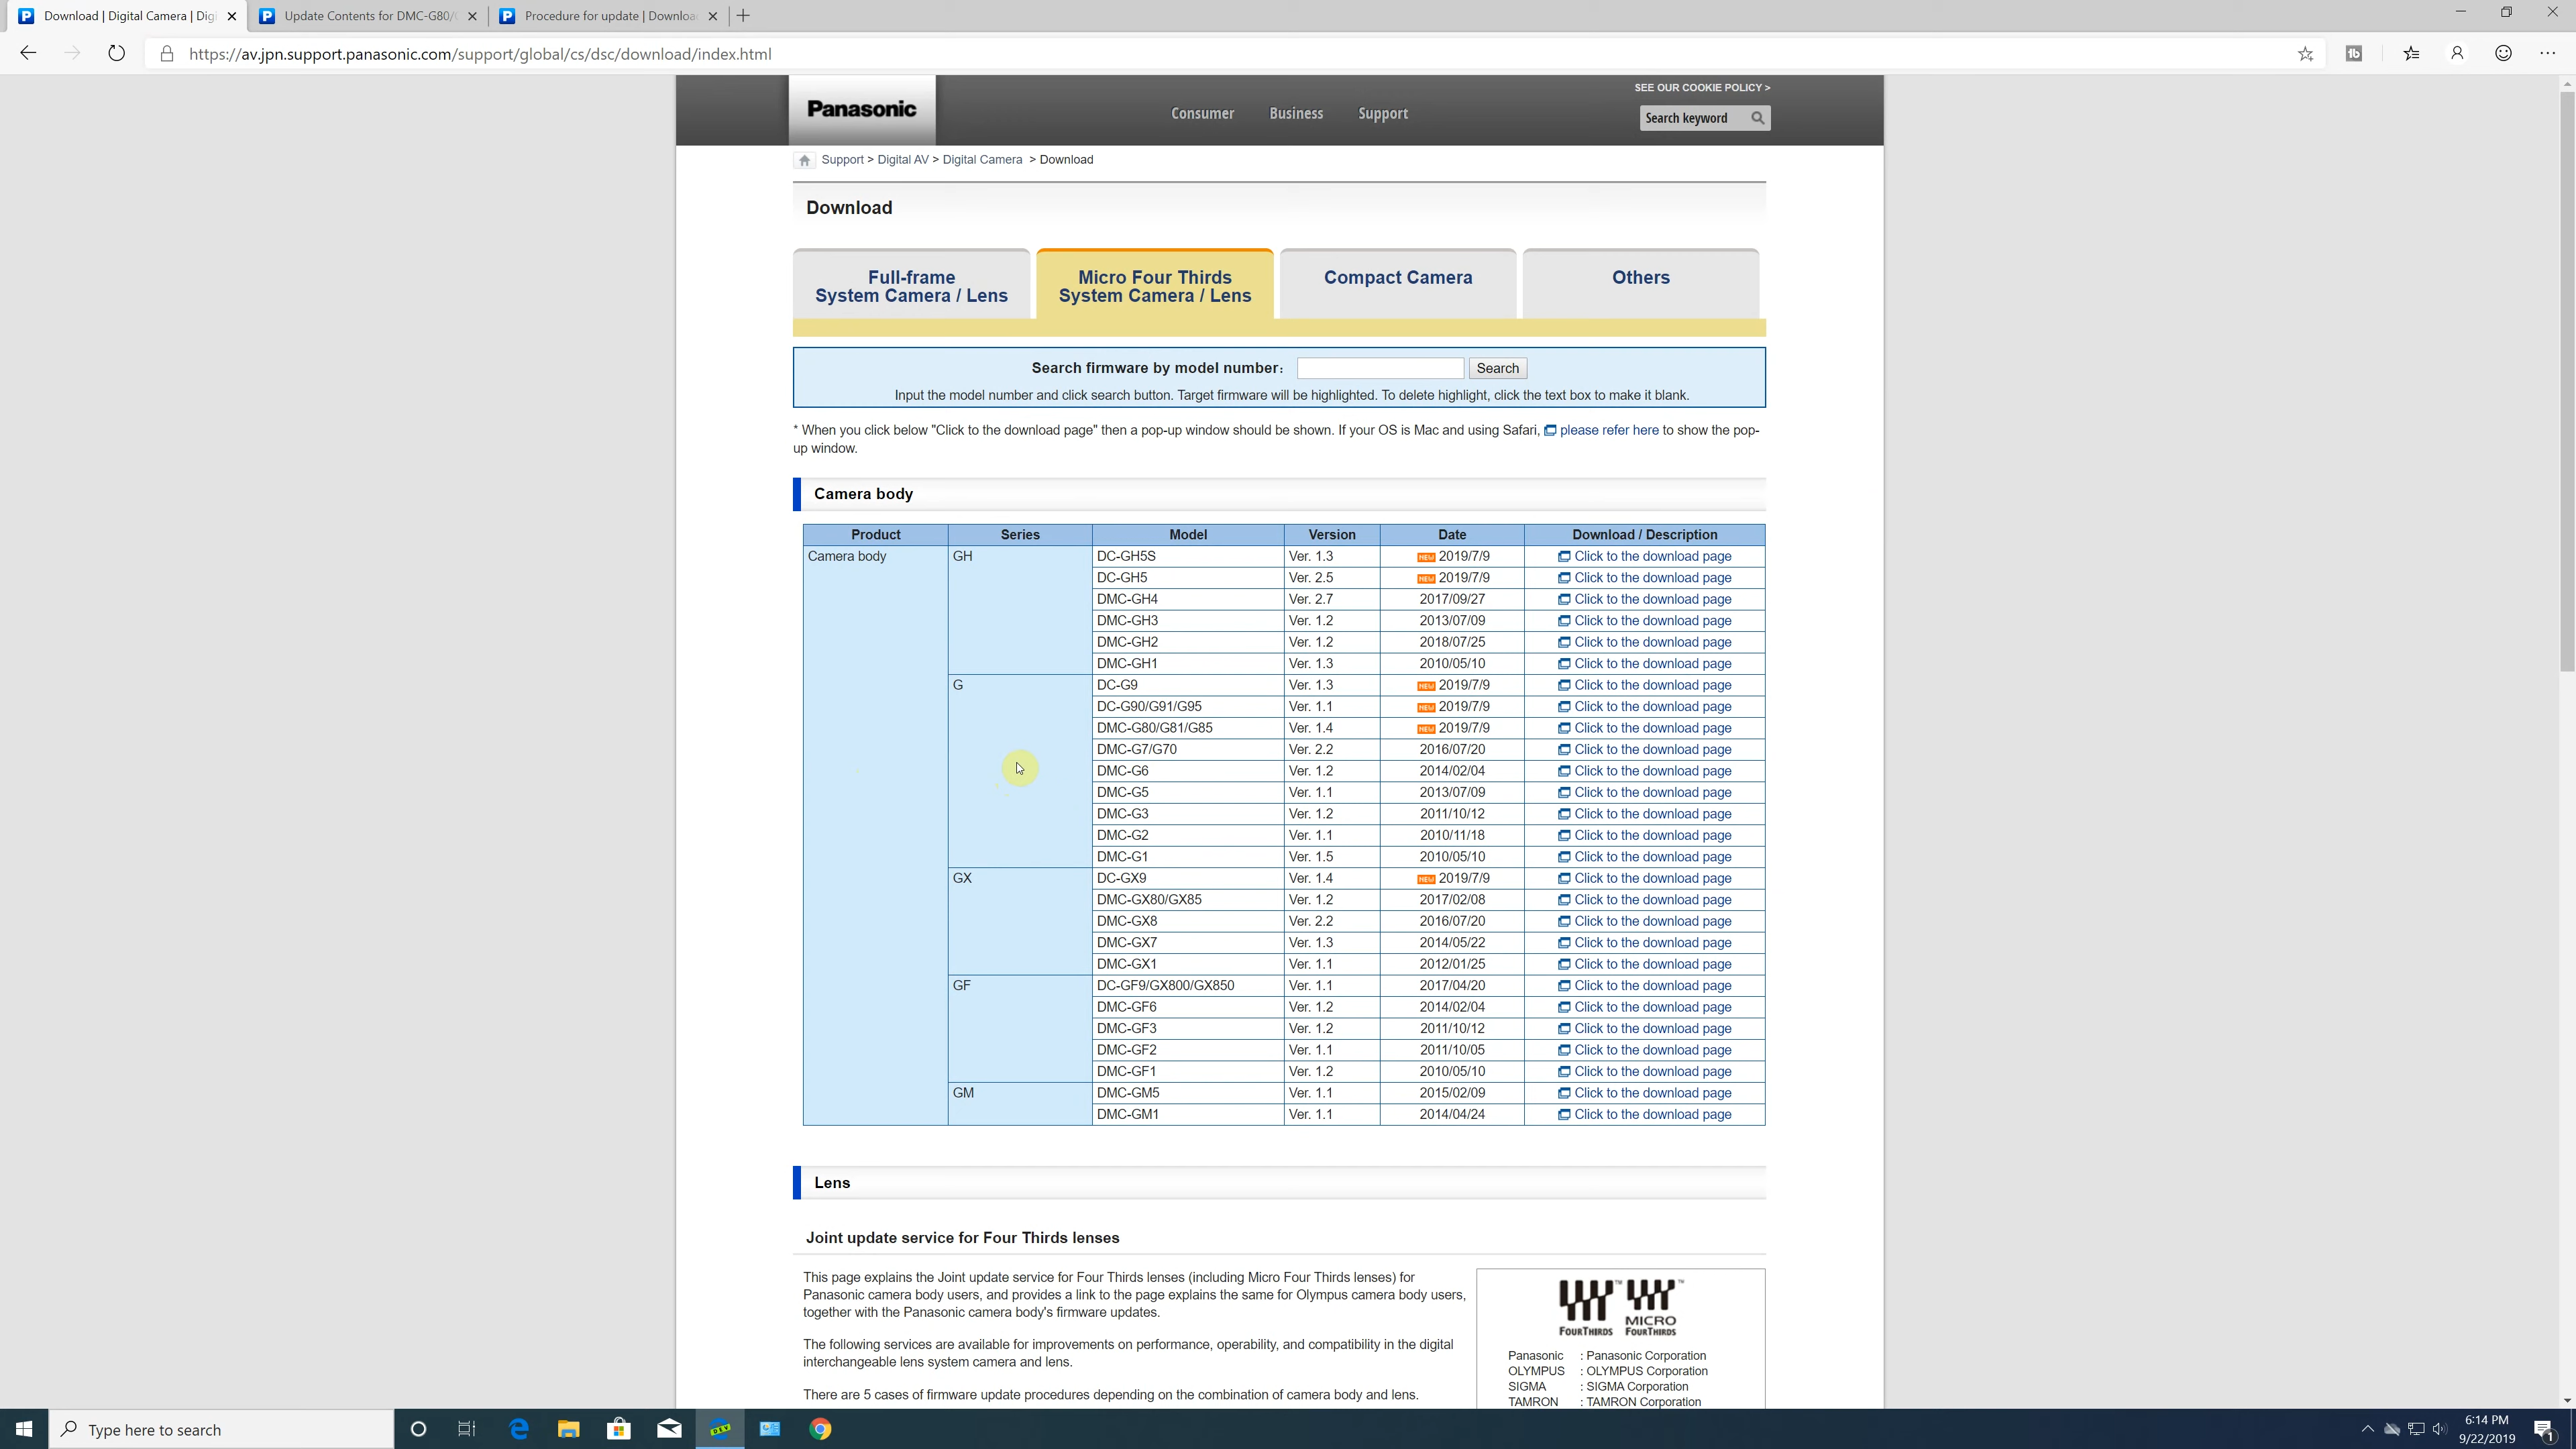 Download | Digital Camera | Digi
Update Contents for DMC-G80/
Procedure for update | Downloa
https://av.jpn.support.panasonic.com/support/global/cs/dsc/download/index.html
SEE OUR COOKIE POLICY >
Panasonic
Consumer Business Support
Search keyword
Support > Digital AV > Digital Camera > Download
Download
Full-frame
System Camera / Lens
Micro Four Thirds
System Camera / Lens
Compact Camera
Others
Search firmware by model number: Search
Input the model number and click search button. Target firmware will be highlighted. To delete highlight, click the text box to make it blank.
* When you click below "Click to the download page" then a pop-up window should be shown. If your OS is Mac and using Safari, please refer here to show the pop-
up window.
Camera body
Product Series Model Version Date Download / Description
Camera body GH DC-GH5S Ver. 1.3 NEW 2019/7/9 Click to the download page
DC-GH5 Ver. 2.5 NEW 2019/7/9 Click to the download page
DMC-GH4 Ver. 2.7 2017/09/27 Click to the download page
DMC-GH3 Ver. 1.2 2013/07/09 Click to the download page
DMC-GH2 Ver. 1.2 2018/07/25 Click to the download page
DMC-GH1 Ver. 1.3 2010/05/10 Click to the download page
G DC-G9 Ver. 1.3 NEW 2019/7/9 Click to the download page
DC-G90/G91/G95 Ver. 1.1 NEW 2019/7/9 Click to the download page
DMC-G80/G81/G85 Ver. 1.4 NEW 2019/7/9 Click to the download page
DMC-G7/G70 Ver. 2.2 2016/07/20 Click to the download page
DMC-G6 Ver. 1.2 2014/02/04 Click to the download page
DMC-G5 Ver. 1.1 2013/07/09 Click to the download page
DMC-G3 Ver. 1.2 2011/10/12 Click to the download page
DMC-G2 Ver. 1.1 2010/11/18 Click to the download page
DMC-G1 Ver. 1.5 2010/05/10 Click to the download page
GX DC-GX9 Ver. 1.4 NEW 2019/7/9 Click to the download page
DMC-GX80/GX85 Ver. 1.2 2017/02/08 Click to the download page
DMC-GX8 Ver. 2.2 2016/07/20 Click to the download page
DMC-GX7 Ver. 1.3 2014/05/22 Click to the download page
DMC-GX1 Ver. 1.1 2012/01/25 Click to the download page
GF DC-GF9/GX800/GX850 Ver. 1.1 2017/04/20 Click to the download page
DMC-GF6 Ver. 1.2 2014/02/04 Click to the download page
DMC-GF3 Ver. 1.2 2011/10/12 Click to the download page
DMC-GF2 Ver. 1.1 2011/10/05 Click to the download page
DMC-GF1 Ver. 1.2 2010/05/10 Click to the download page
GM DMC-GM5 Ver. 1.1 2015/02/09 Click to the download page
DMC-GM1 Ver. 1.1 2014/04/24 Click to the download page
Lens
Joint update service for Four Thirds lenses
This page explains the Joint update service for Four Thirds lenses (including Micro Four Thirds lenses) for
Panasonic camera body users, and provides a link to the page explains the same for Olympus camera body users,
together with the Panasonic camera body's firmware updates.
The following services are available for improvements on performance, operability, and compatibility in the digital
interchangeable lens system camera and lens.
There are 5 cases of firmware update procedures depending on the combination of camera body and lens.
FOURTHIRDS MICRO FOURTHIRDS
Panasonic : Panasonic Corporation
OLYMPUS : OLYMPUS Corporation
SIGMA : SIGMA Corporation
TAMRON : TAMRON Corporation
Type here to search
DEV
6:14 PM
9/22/2019
1